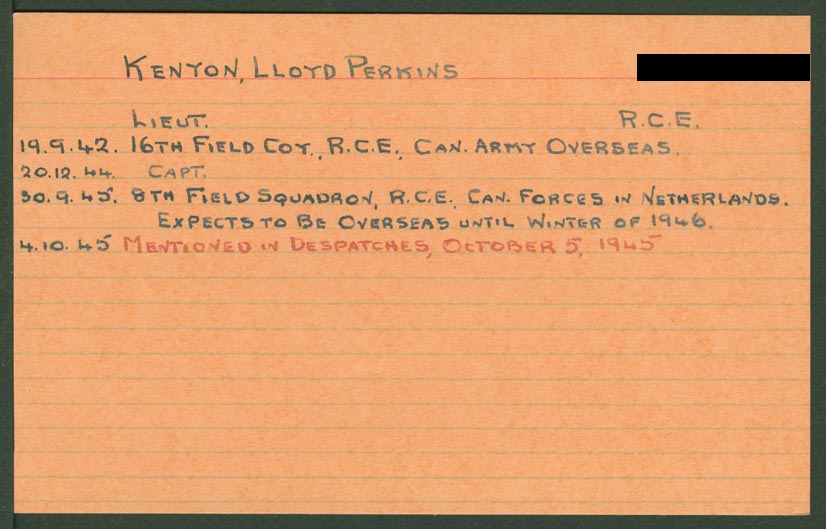 KENYON, LLOYD PERKINS
LIEUT. R.C.E.
19.9.42. 16TH FIELD COY., R.C.E., CAN. ARMY OVERSEAS.
20.12.44. CAPT.
30.9.45. 8TH FIELD SQUADRON, R.C.E., CAN. FORCES IN NETHERLANDS.
EXPECTS TO BE OVERSEAS UNTIL WINTER OF 1946.
4.10.45 MENTIONED IN DESPATCHES, OCTOBER 5, 1945